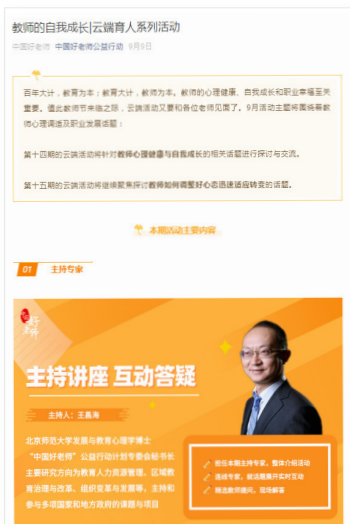 教师的自我成长|云端育人系列活动
中国好老师 中国好老师公益行动 9月9日
百年大计，教育为本；教育大计，教师为本。教师的心理健康、自我成长和职业幸福至关
重要。值此教师节来临之际，云端活动又要和各位老师见面了。9月活动主题将围绕着教
师心理调适及职业发展话题：
第十四期的云端活动将针对教师心理健康与自我成长的相关话题进行探讨与交流。
第十五期的云端活动将继续聚焦探讨教师如何调整好心态迅速适应转变的话题。
本期活动主要内容
01 主持专家
好
老师
主持讲座 互动答疑
主持人：王昌海
北京师范大学发展与教育心理学博士
“中国好老师”公益行动计划专委会秘书长
主要研究方向为教育人力资源管理、区域教
育治理与改革、组织变革与发展等，主持和
参与多项国家和地方政府的课题与项目
担任本期主持专家，整体介绍活动
连线专家，就话题展开实时互动
精选教师提问，现场解答